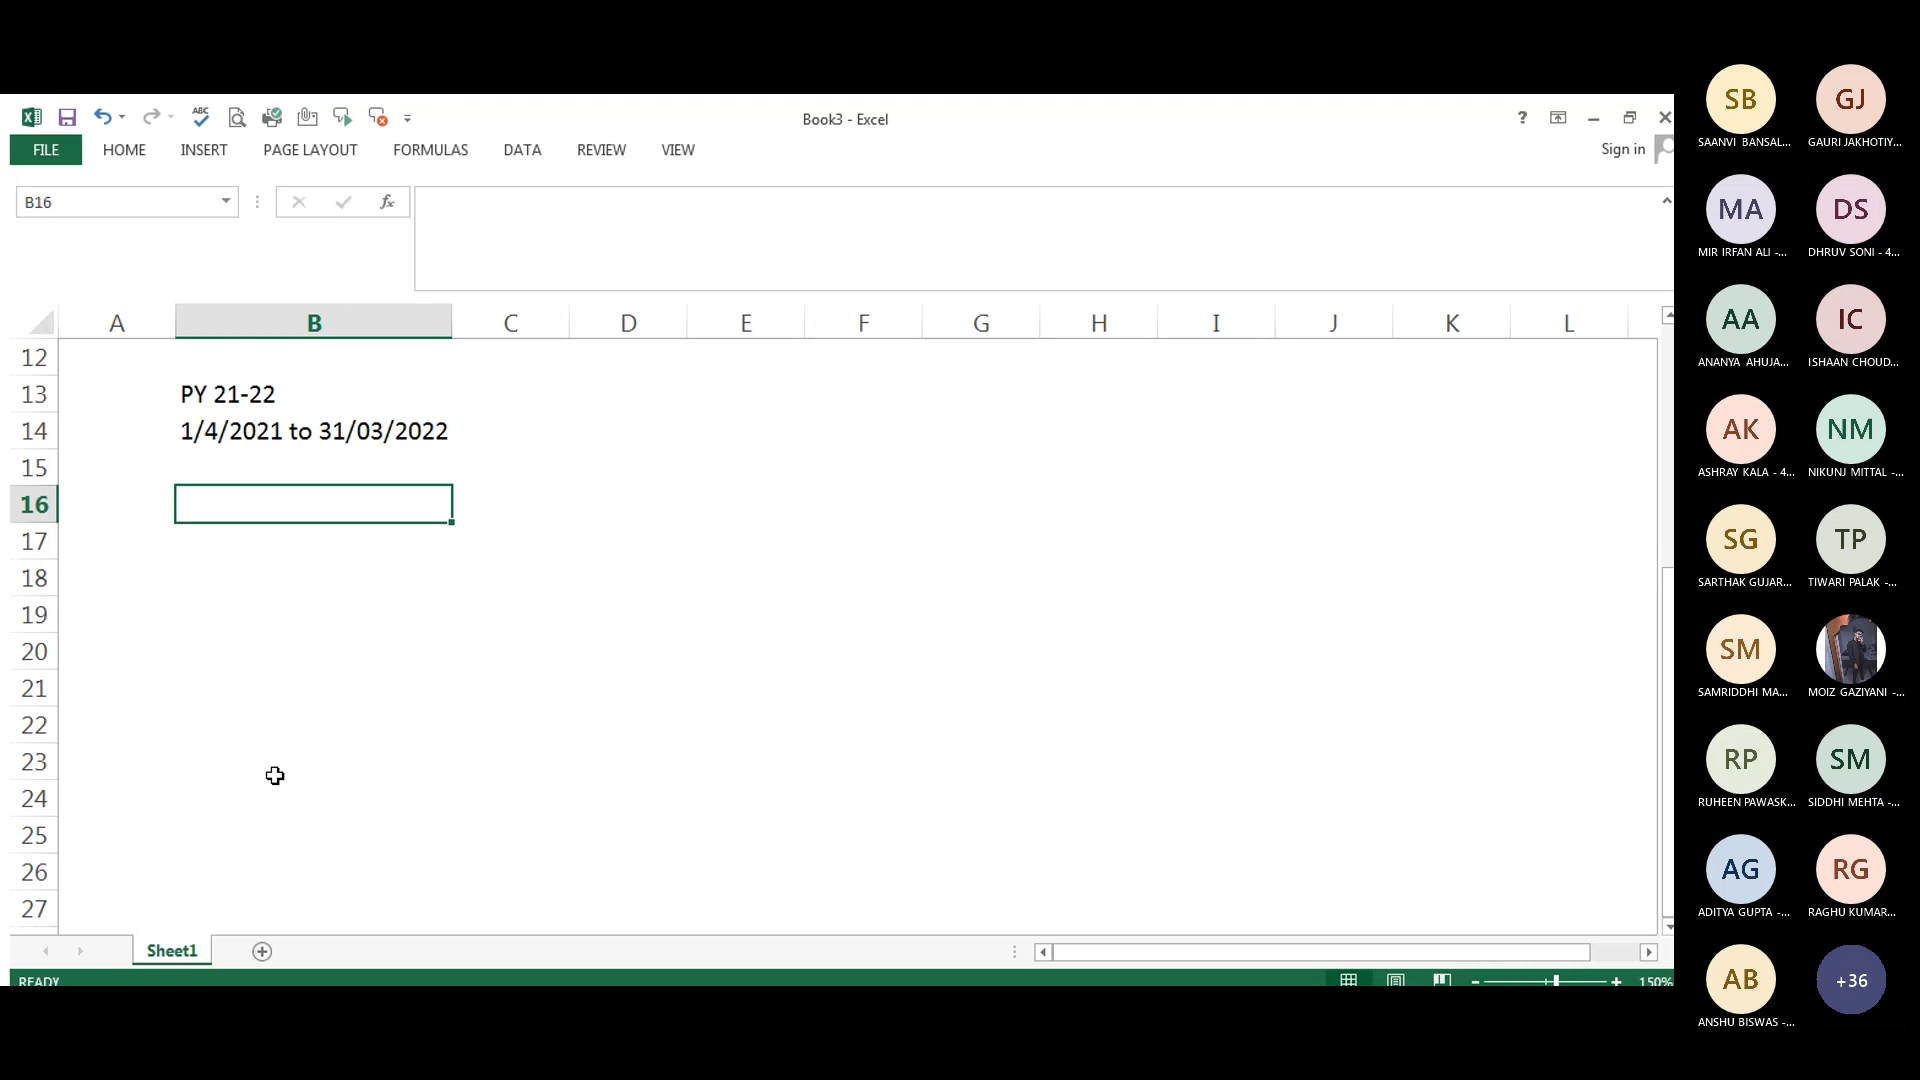 Book3 - Excel
FILE HOME INSERT PAGE LAYOUT FORMULAS DATA REVIEW VIEW
Sign in
B16
A B C D E F G H I J K L
12
13 PY 21-22
14 1/4/2021 to 31/03/2022
15
16
17
18
19
20
21
22
23
24
25
26
27
Sheet1
READY
150%
SB GJ
SAANVI BANSAL... GAURI JAKHOTIY...
MA DS
MIR IRFAN ALI -... DHRUV SONI - 4...
AA IC
ANANYA AHUJA... ISHAAN CHOUD...
AK NM
ASHRAY KALA - 4... NIKUNJ MITTAL -...
SG TP
SARTHAK GUJAR... TIWARI PALAK -...
SM
SAMRIDDHI MA... MOIZ GAZIYANI -...
RP SM
RUHEEN PAWASK... SIDDHI MEHTA -...
AG RG
ADITYA GUPTA -... RAGHU KUMAR...
AB +36
ANSHU BISWAS -...